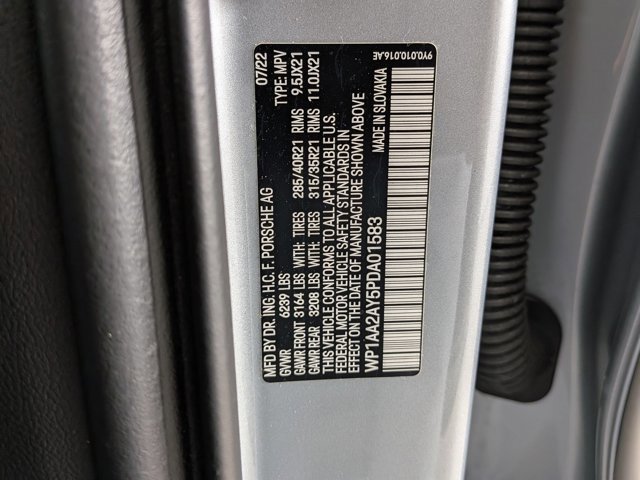 MFD BY DR. ING. H.C. F. PORSCHE AG 07/22
GVWR 6239 LBS TYPE: MPV
GAWR FRONT 3164 LBS WITH: TIRES 285/40R21 RIMS 9.5JX21
GAWR REAR 3208 LBS WITH: TIRES 315/35R21 RIMS 11.0JX21
THIS VEHICLE CONFORMS TO ALL APPLICABLE U.S.
FEDERAL MOTOR VEHICLE SAFETY STANDARDS IN
EFFECT ON THE DATE OF MANUFACTURE SHOWN ABOVE
WP1AA2AY5PDA01583 MADE IN SLOVAKIA
9Y0.010.016.AE